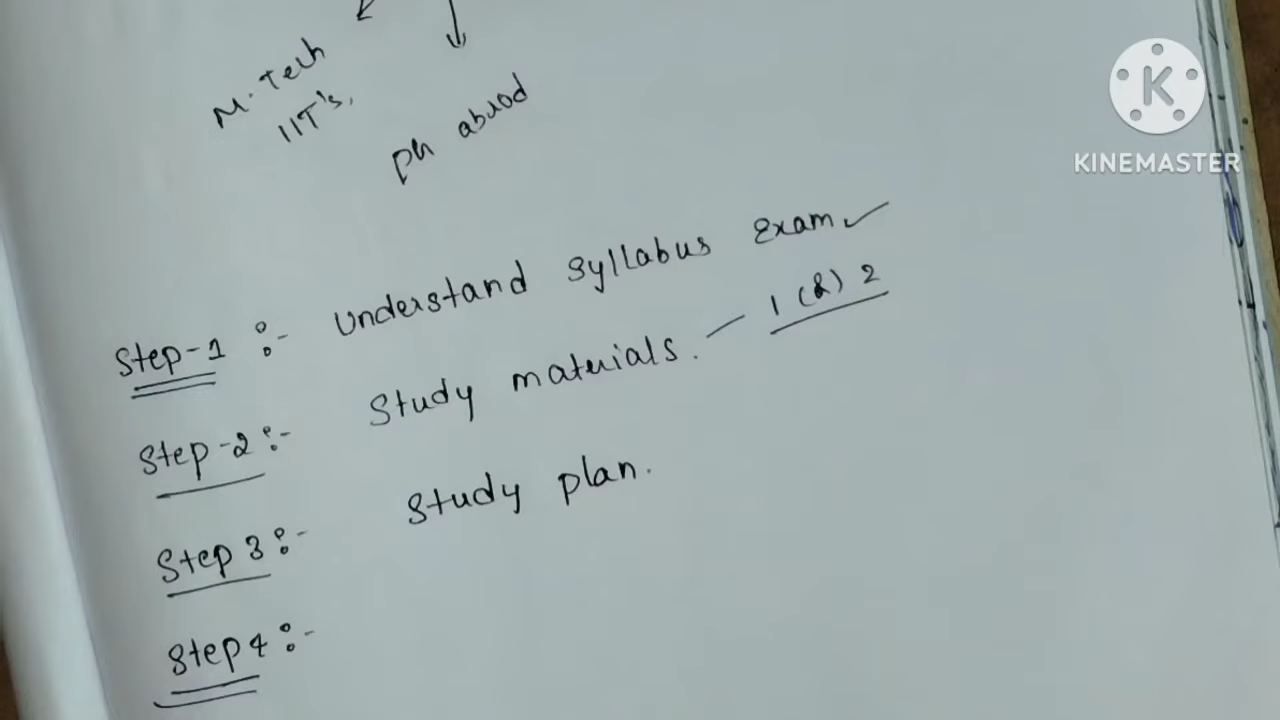 M. Tech
IIT's,
ph abrod
Step-1 :- Understand syllabus Exam ✓
Step-2 :- Study materials. — 1 (&) 2
Step 3 :- Study plan.
Step 4 :-
K
KINEMASTER